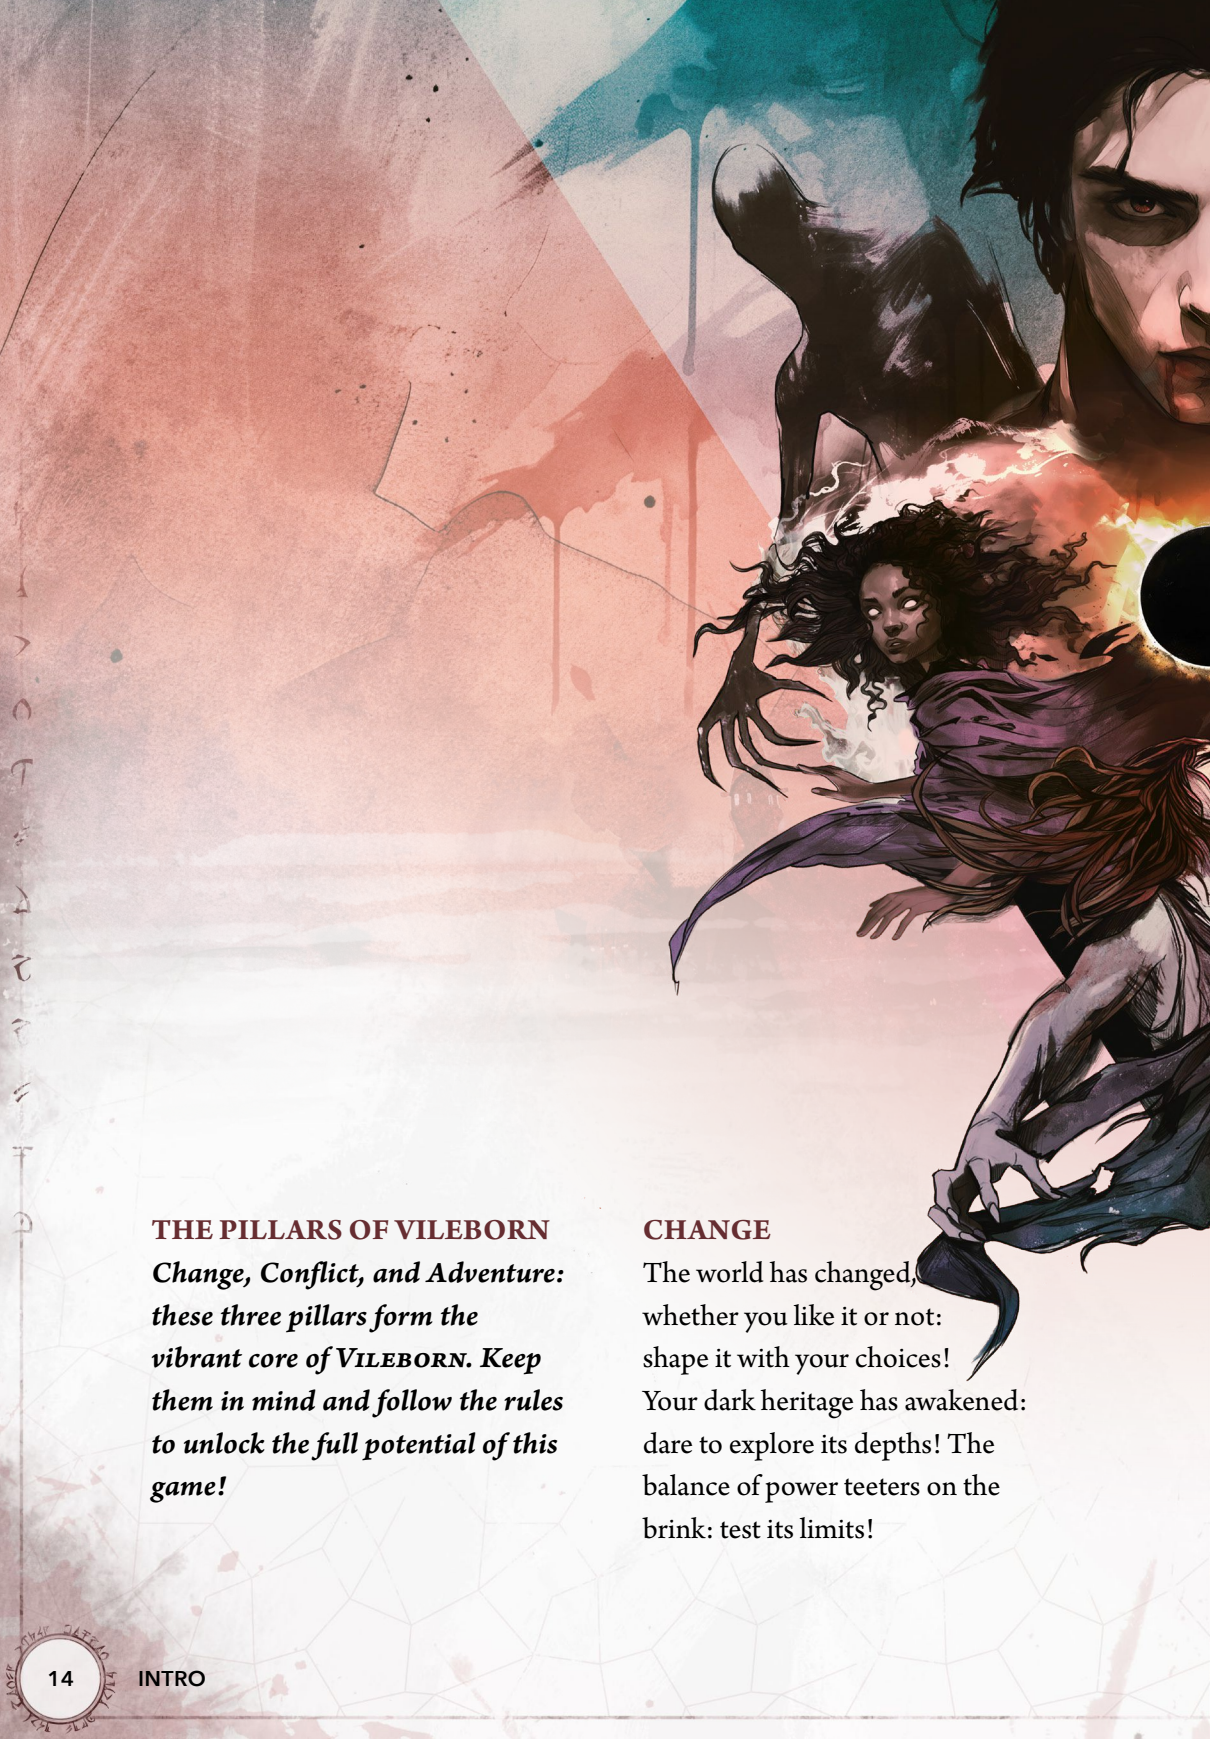 THE PILLARS OF VILEBORN
Change, Conflict, and Adventure:
these three pillars form the
vibrant core of VILEBORN. Keep
them in mind and follow the rules
to unlock the full potential of this
game!
CHANGE
The world has changed,
whether you like it or not:
shape it with your choices!
Your dark heritage has awakened:
dare to explore its depths! The
balance of power teeters on the
brink: test its limits!
14
INTRO